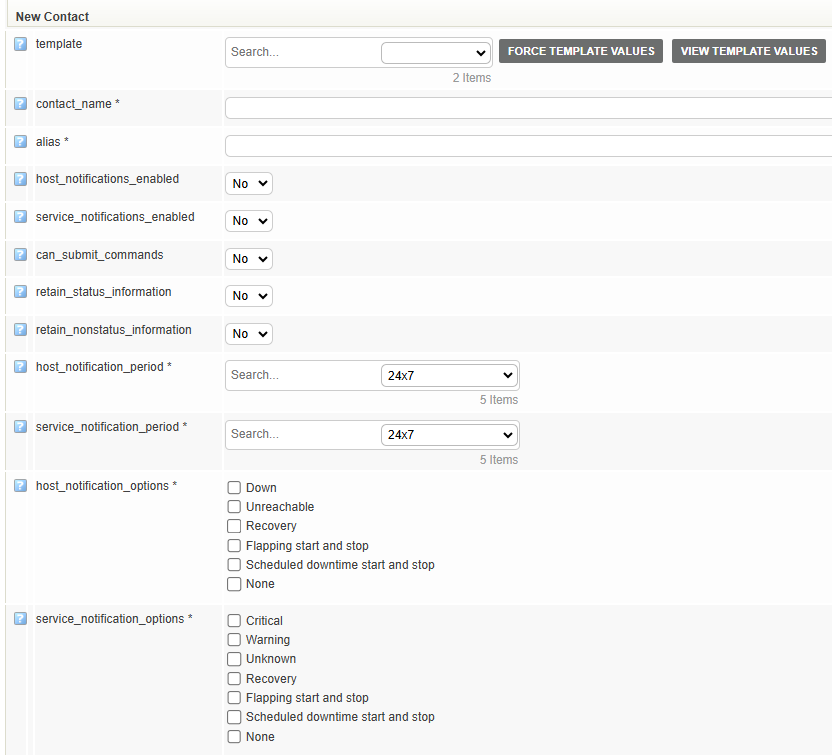 New Contact
? template Search... FORCE TEMPLATE VALUES VIEW TEMPLATE VALUES
2 Items
? contact_name *
? alias *
? host_notifications_enabled No
? service_notifications_enabled No
? can_submit_commands No
? retain_status_information No
? retain_nonstatus_information No
? host_notification_period * Search... 24x7
5 Items
? service_notification_period * Search... 24x7
5 Items
? host_notification_options * Down
Unreachable
Recovery
Flapping start and stop
Scheduled downtime start and stop
None
? service_notification_options * Critical
Warning
Unknown
Recovery
Flapping start and stop
Scheduled downtime start and stop
None